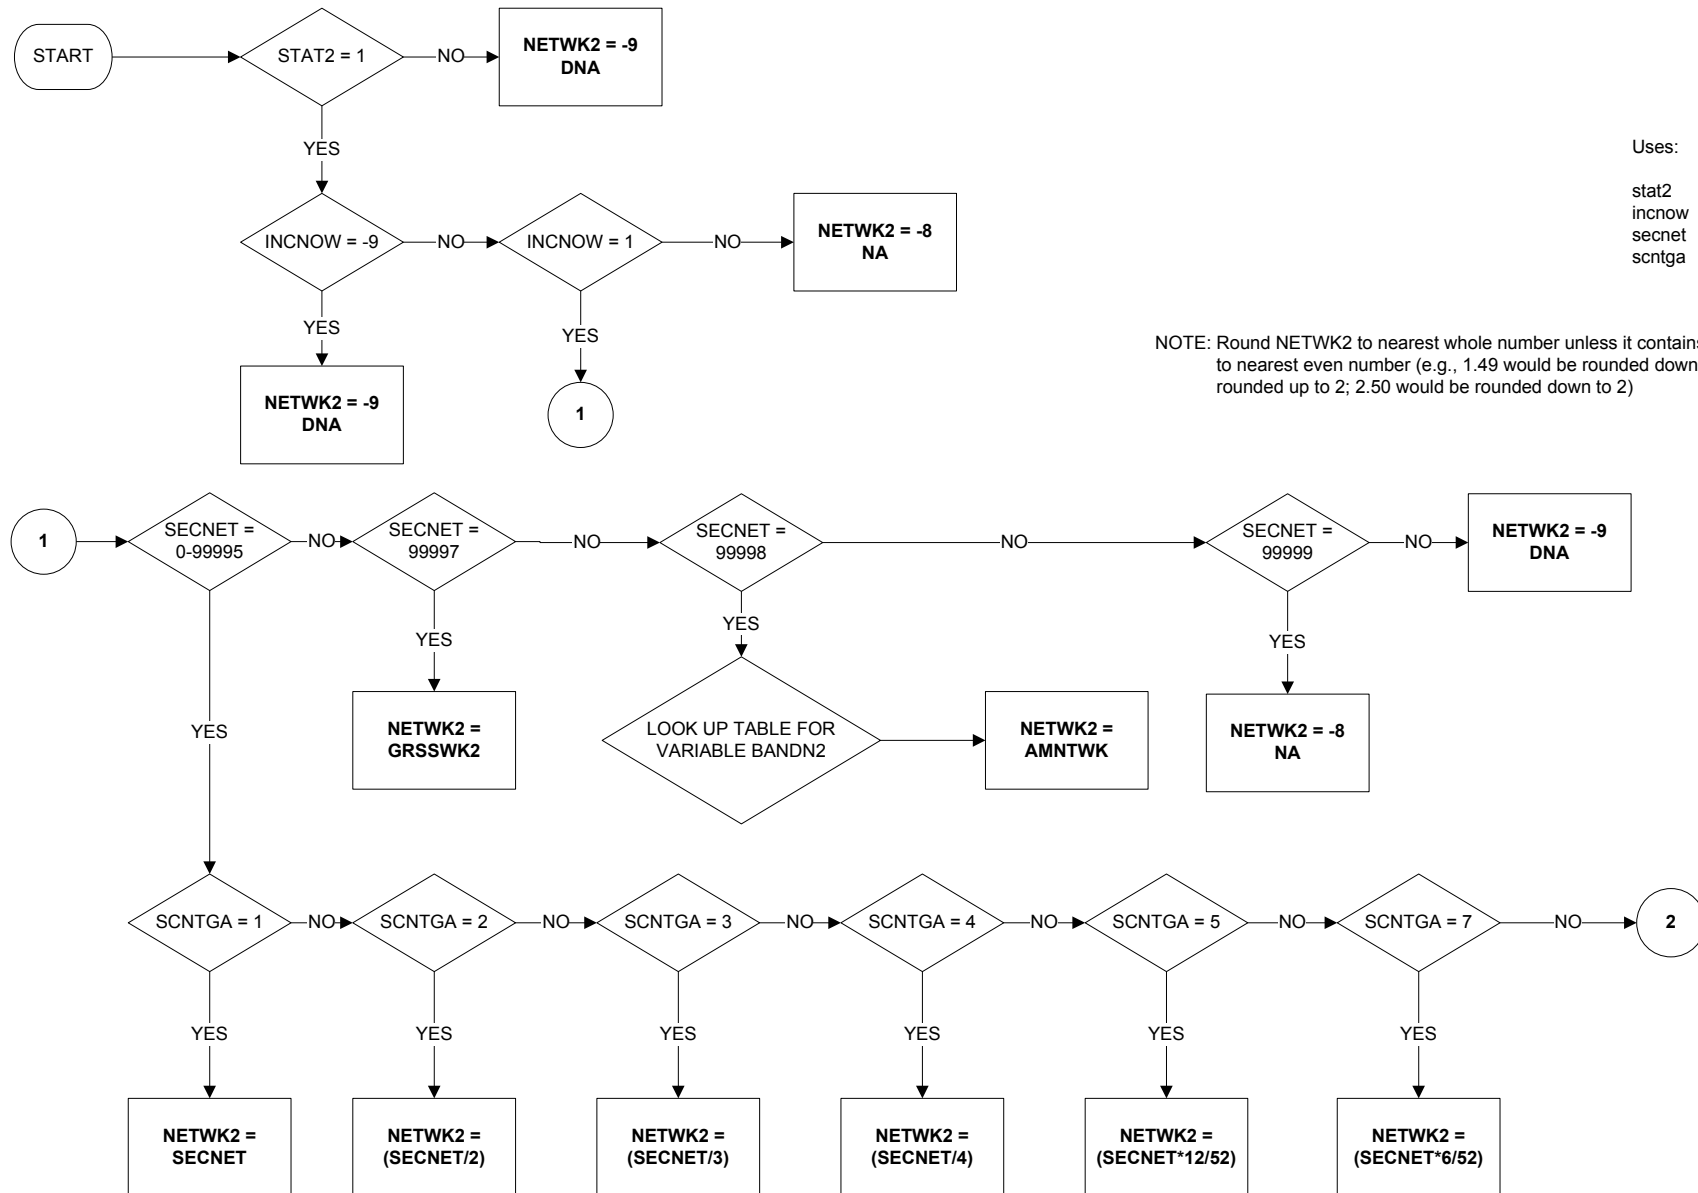 START
STAT2 = 1
NO
NETWK2 = -9
DNA
YES
Uses:
stat2
incnow
secnet
scntga
INCNOW = -9
NO
INCNOW = 1
NO
NETWK2 = -8
NA
YES
YES
NOTE: Round NETWK2 to nearest whole number unless it contains
to nearest even number (e.g., 1.49 would be rounded down
rounded up to 2; 2.50 would be rounded down to 2)
NETWK2 = -9
DNA
1
1
SECNET =
0-99995
NO
SECNET =
99997
NO
SECNET =
99998
NO
SECNET =
99999
NO
NETWK2 = -9
DNA
YES
YES
YES
YES
NETWK2 =
GRSSWK2
LOOK UP TABLE FOR
VARIABLE BANDN2
NETWK2 =
AMNTWK
NETWK2 = -8
NA
SCNTGA = 1
NO
SCNTGA = 2
NO
SCNTGA = 3
NO
SCNTGA = 4
NO
SCNTGA = 5
NO
SCNTGA = 7
NO
2
YES
YES
YES
YES
YES
YES
NETWK2 =
SECNET
NETWK2 =
(SECNET/2)
NETWK2 =
(SECNET/3)
NETWK2 =
(SECNET/4)
NETWK2 =
(SECNET*12/52)
NETWK2 =
(SECNET*6/52)